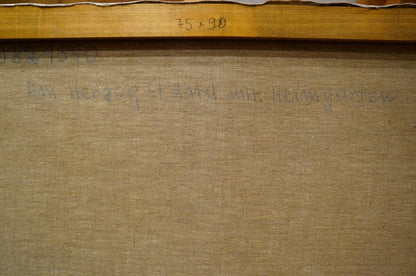 75 x 90
Am Herzogstand mit Heimgarten